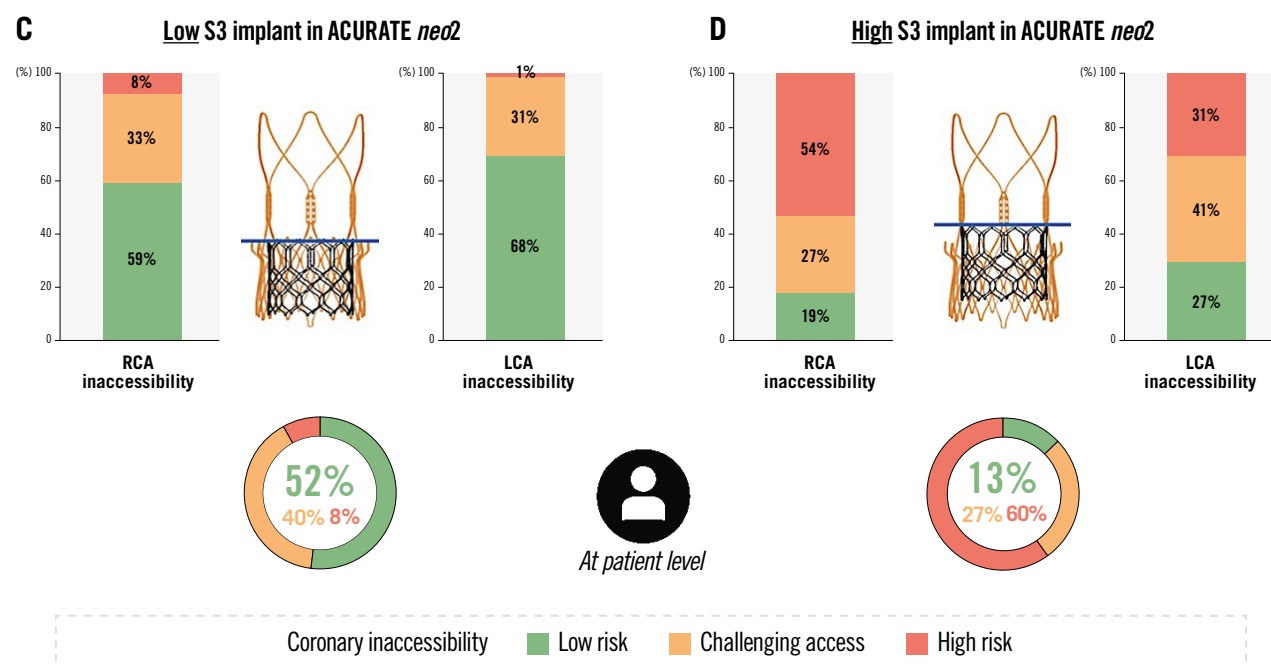 C
Low S3 implant in ACURATE neo2
(%) 100
80
60
40
20
0
8%
33%
59%
RCA
inaccessibility
(%) 100
80
60
40
20
0
1%
31%
68%
LCA
inaccessibility
52%
40% 8%
D
High S3 implant in ACURATE neo2
(%) 100
80
60
40
20
0
54%
27%
19%
RCA
inaccessibility
(%) 100
80
60
40
20
0
31%
41%
27%
LCA
inaccessibility
13%
27% 60%
At patient level
Coronary inaccessibility Low risk Challenging access High risk